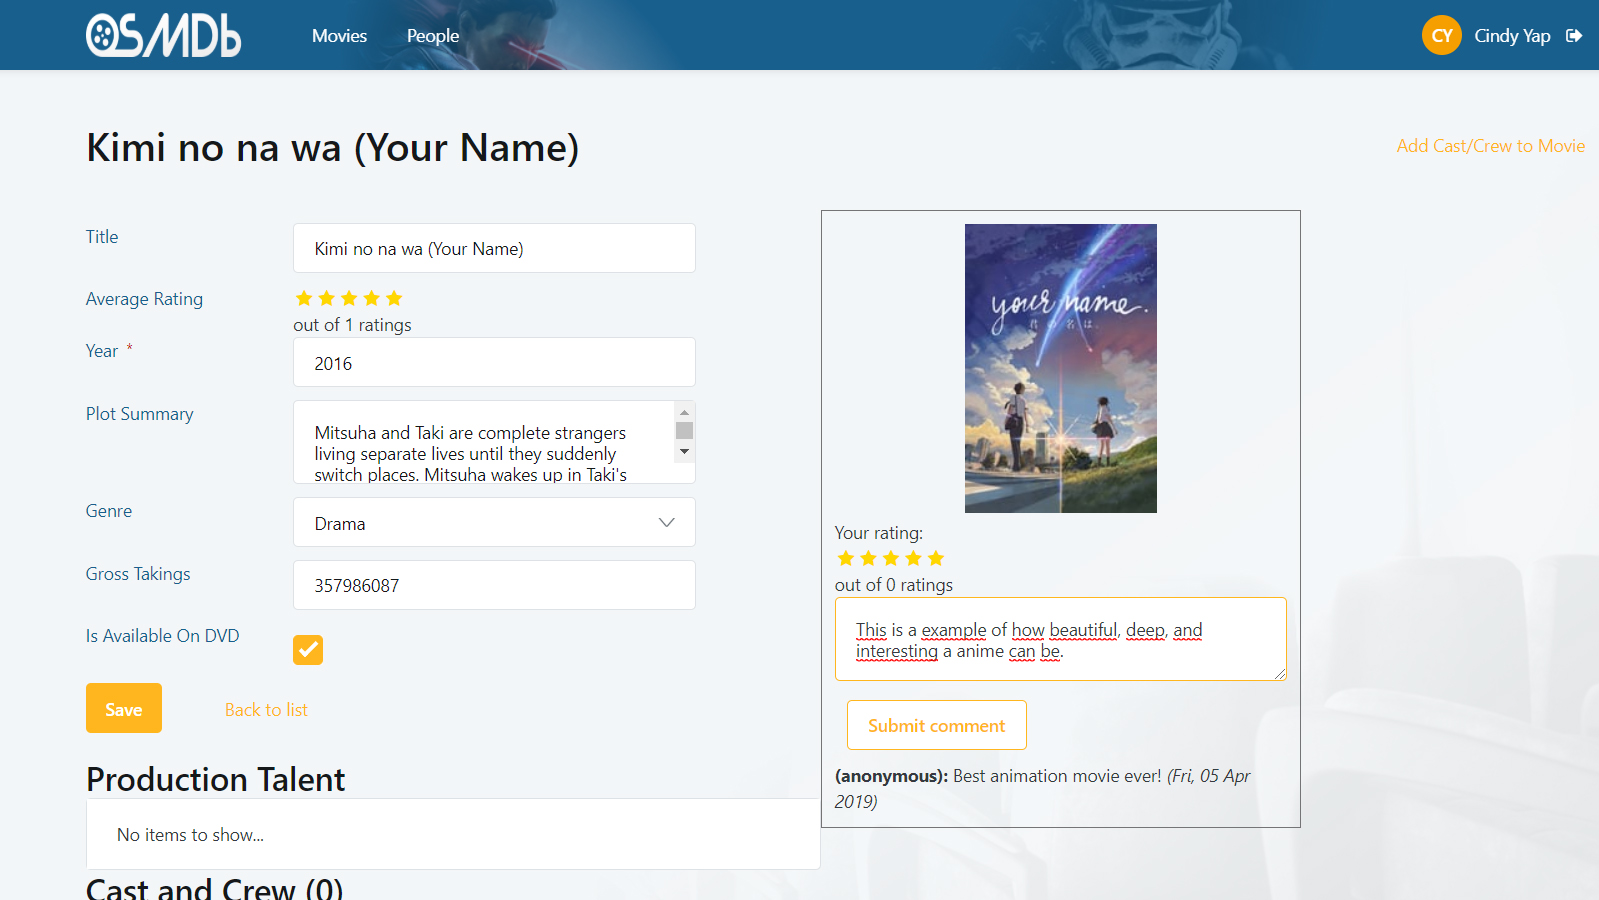 OSMDb
Movies
People
CY
Cindy Yap
Kimi no na wa (Your Name)
Add Cast/Crew to Movie
Title
Kimi no na wa (Your Name)
Average Rating
out of 1 ratings
Year *
2016
Plot Summary
Mitsuha and Taki are complete strangers
living separate lives until they suddenly
switch places. Mitsuha wakes up in Taki's
Genre
Drama
Gross Takings
357986087
Is Available On DVD
Save
Back to list
Production Talent
No items to show...
Cast and Crew (0)
your name.
君の名は。
Your rating:
out of 0 ratings
This is a example of how beautiful, deep, and
interesting a anime can be.
Submit comment
(anonymous): Best animation movie ever! (Fri, 05 Apr
2019)